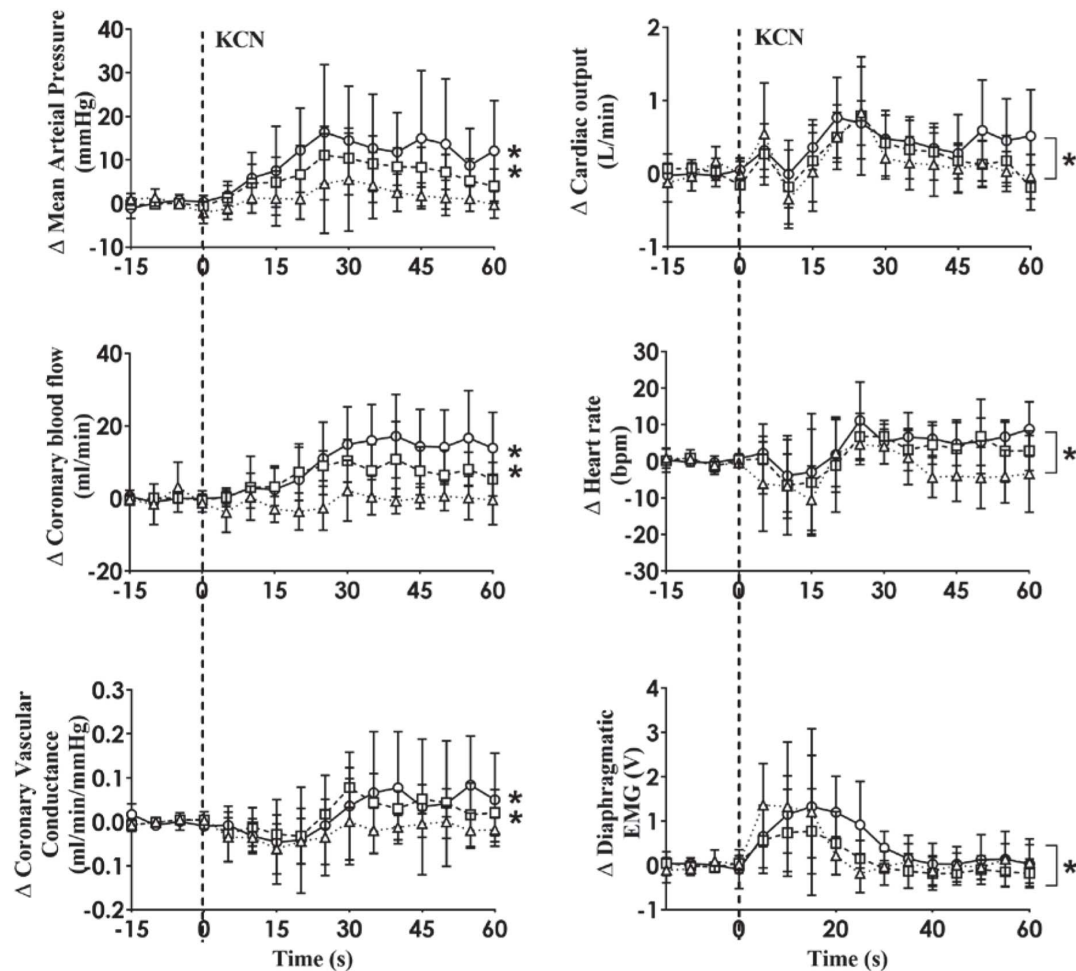 KCN
Δ Mean Arteial Pressure
(mmHg)
40
30
20
10
0
-10
-15 0 15 30 45 60
*
*
KCN
Δ Cardiac output
(L/min)
2
1
0
-1
-15 0 15 30 45 60
*
Δ Coronary blood flow
(ml/min)
40
20
0
-20
-15 0 15 30 45 60
*
*
Δ Heart rate
(bpm)
30
20
10
0
-10
-20
-30
-15 0 15 30 45 60
*
Δ Coronary Vascular
Conductance
(ml/min/mmHg)
0.3
0.2
0.1
0.0
-0.1
-0.2
-15 0 15 30 45 60
Time (s)
*
*
Δ Diaphragmatic
EMG (V)
4
3
2
1
0
-1
0 20 40 60
Time (s)
*